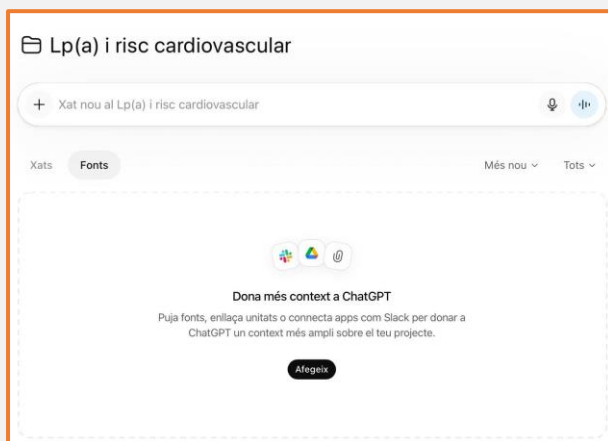 Lp(a) i risc cardiovascular
Xat nou al Lp(a) i risc cardiovascular
Xats Fonts Més nou Tots
Dona més context a ChatGPT
Puja fonts, enllaça unitats o connecta apps com Slack per donar a
ChatGPT un context més ampli sobre el teu projecte.
Afegeix